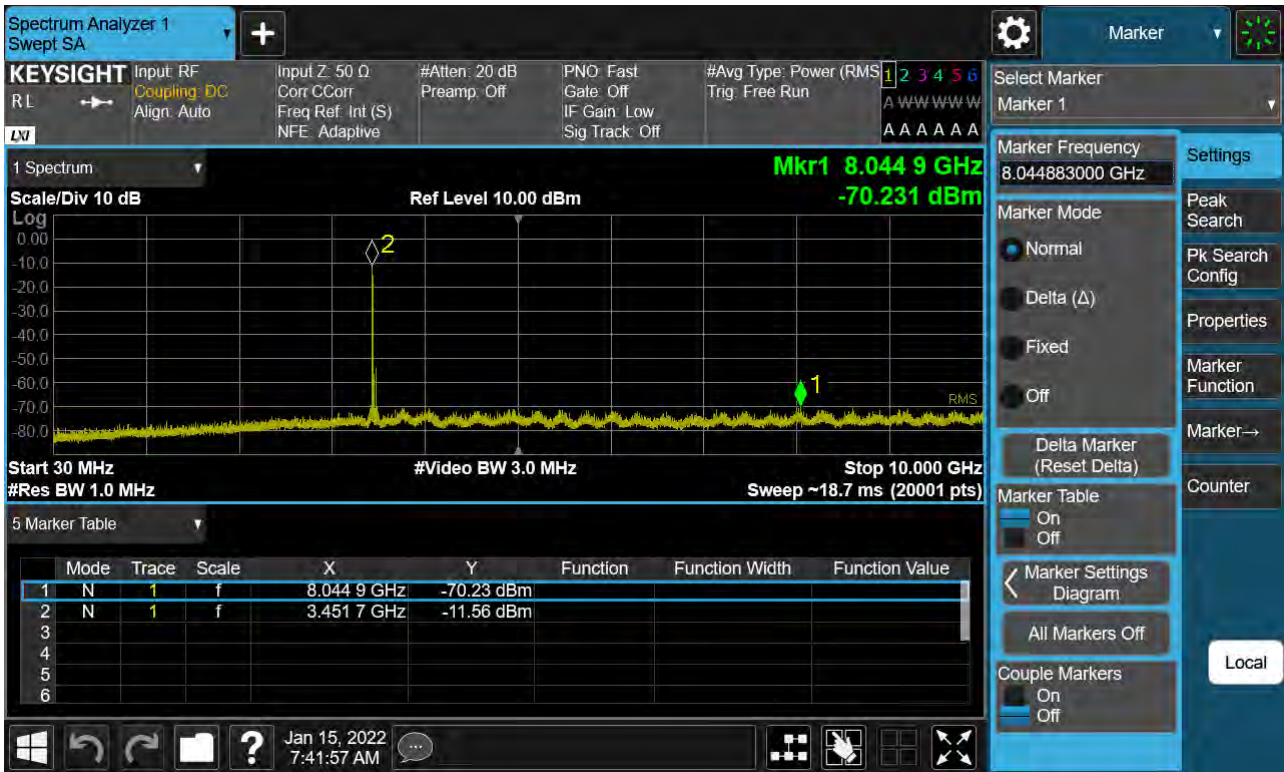 Spectrum Analyzer 1
Swept SA
+
Marker
KEYSIGHT
RL
LXI
Input: RF
Coupling: DC
Align: Auto
Input Z: 50 Ω
Corr CCorr
Freq Ref: Int (S)
NFE: Adaptive
#Atten: 20 dB
Preamp: Off
PNO: Fast
Gate: Off
IF Gain: Low
Sig Track: Off
#Avg Type: Power (RMS
Trig: Free Run
1 2 3 4 5 6
A W W W W W
A A A A A A
1 Spectrum
Mkr1 8.044 9 GHz
-70.231 dBm
Scale/Div 10 dB
Ref Level 10.00 dBm
Log
0.00
-10.0
-20.0
-30.0
-40.0
-50.0
-60.0
-70.0
-80.0
2
1
RMS
Start 30 MHz
#Video BW 3.0 MHz
Stop 10.000 GHz
#Res BW 1.0 MHz
Sweep ~18.7 ms (20001 pts)
5 Marker Table
Mode Trace Scale X Y Function Function Width Function Value
1 N 1 f 8.044 9 GHz -70.23 dBm
2 N 1 f 3.451 7 GHz -11.56 dBm
3
4
5
6
Select Marker
Marker 1
Marker Frequency
8.044883000 GHz
Marker Mode
Normal
Delta (Δ)
Fixed
Off
Delta Marker
(Reset Delta)
Marker Table
On
Off
Marker Settings
Diagram
All Markers Off
Couple Markers
On
Off
Settings
Peak
Search
Pk Search
Config
Properties
Marker
Function
Marker→
Counter
Local
?
Jan 15, 2022
7:41:57 AM